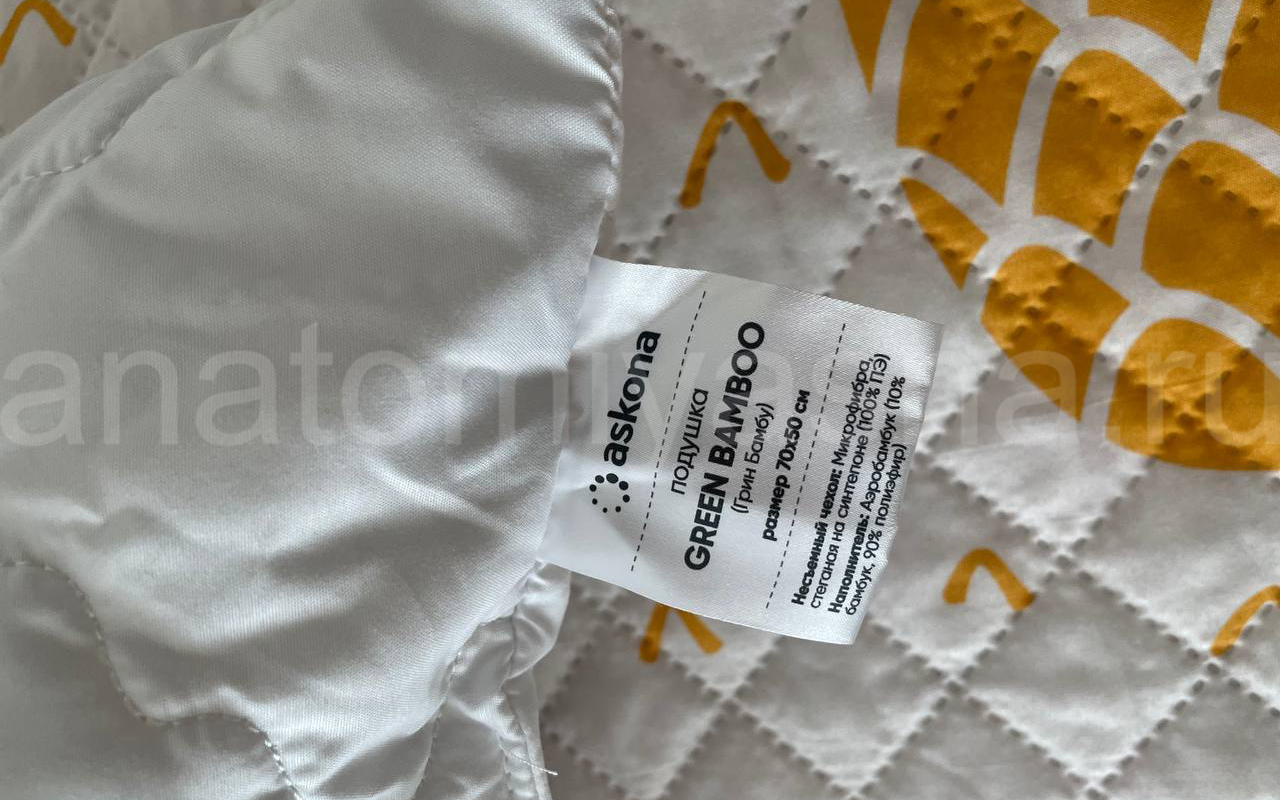 askona
подушка
GREEN BAMBOO
(Грин Бамбу)
размер 70x50 см
Несъемный чехол: Микрофибра,
стеганая на синтепоне (100% ПЭ)
Наполнитель: Аэробамбук (10%
бамбук, 90% полиэфир)
anatomiyasna.ru